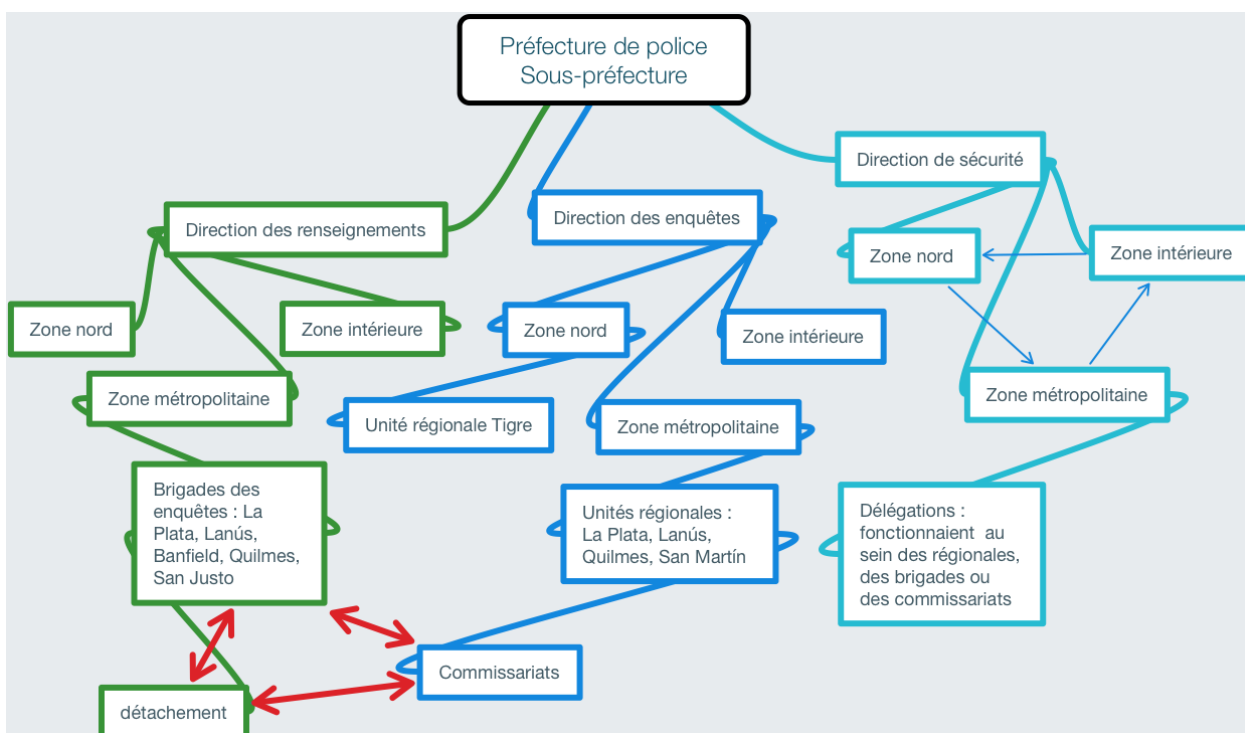 Préfecture de police
Sous-préfecture
Direction de sécurité
Direction des renseignements
Direction des enquêtes
Zone nord
Zone intérieure
Zone nord
Zone intérieure
Zone nord
Zone intérieure
Zone métropolitaine
Unité régionale Tigre
Zone métropolitaine
Zone métropolitaine
Brigades des
enquêtes : La
Plata, Lanús,
Banfield, Quilmes,
San Justo
Unités régionales :
La Plata, Lanús,
Quilmes, San Martín
Délégations :
fonctionnaient au
sein des régionales,
des brigades ou
des commissariats
Commissariats
détachement